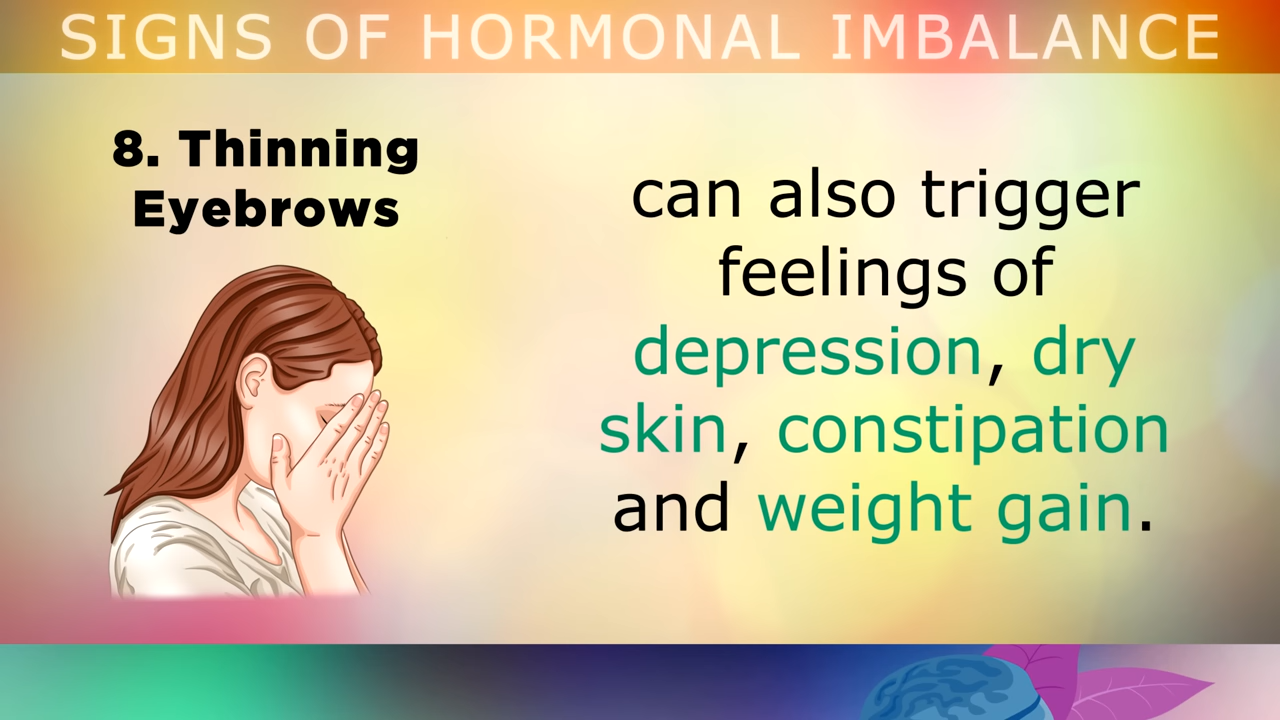 SIGNS OF HORMONAL IMBALANCE
8. Thinning
Eyebrows
can also trigger
feelings of
depression, dry
skin, constipation
and weight gain.